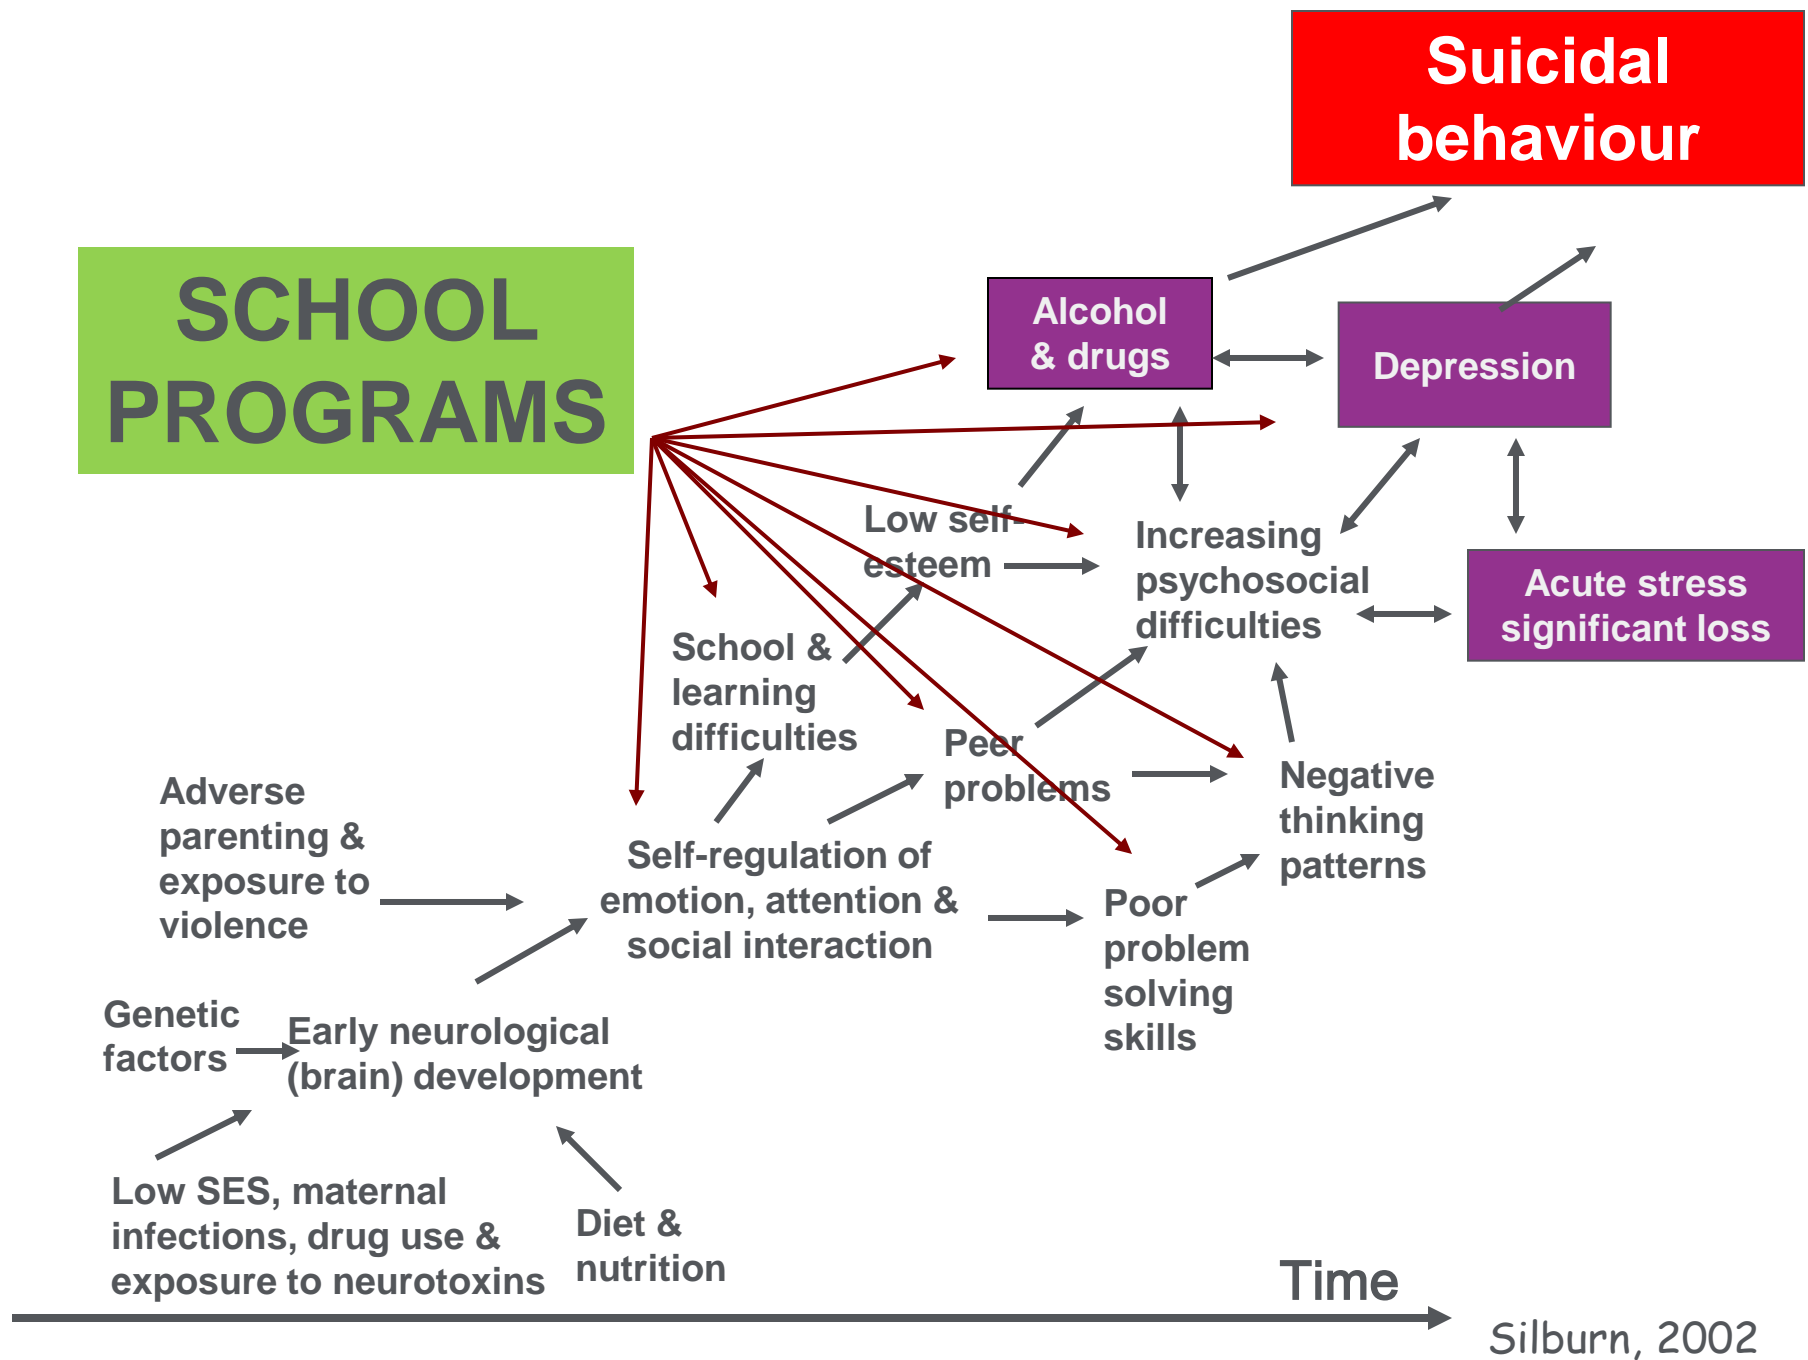 Suicidal
behaviour
SCHOOL
PROGRAMS
Alcohol
& drugs
Depression
Low self-
esteem
Increasing
psychosocial
difficulties
Acute stress
significant loss
School &
learning
difficulties
Peer
problems
Negative
thinking
patterns
Adverse
parenting &
exposure to
violence
Self-regulation of
emotion, attention &
social interaction
Poor
problem
solving
skills
Genetic
factors
Early neurological
(brain) development
Low SES, maternal
infections, drug use &
exposure to neurotoxins
Diet &
nutrition
Time
Silburn, 2002